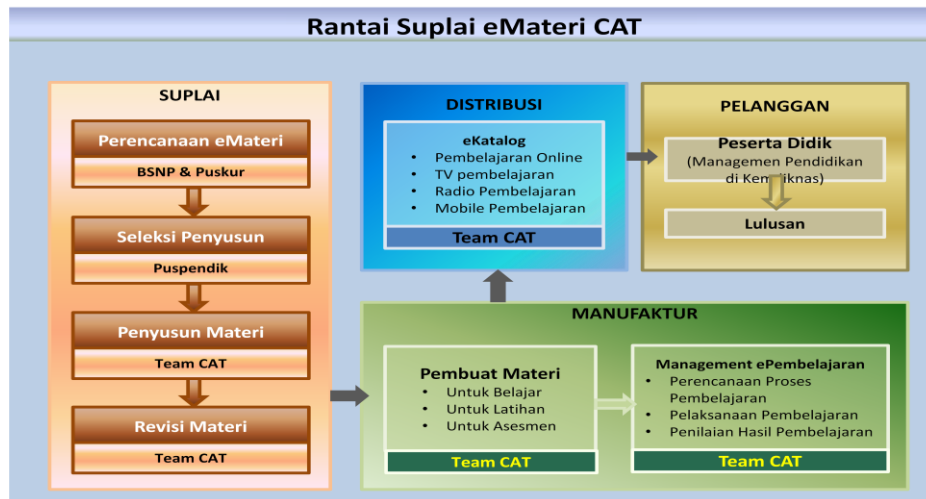 Rantai Suplai eMateri CAT
SUPLAI
Perencanaan eMateri
BSNP & Puskur
Seleksi Penyusun
Puspendik
Penyusun Materi
Team CAT
Revisi Materi
Team CAT
DISTRIBUSI
eKatalog
• Pembelajaran Online
• TV pembelajaran
• Radio Pembelajaran
• Mobile Pembelajaran
Team CAT
PELANGGAN
Peserta Didik
(Managemen Pendidikan
di Kemdiknas)
Lulusan
MANUFAKTUR
Pembuat Materi
• Untuk Belajar
• Untuk Latihan
• Untuk Asesmen
Team CAT
Management ePembelajaran
• Perencanaan Proses
Pembelajaran
• Pelaksanaan Pembelajaran
• Penilaian Hasil Pembelajaran
Team CAT